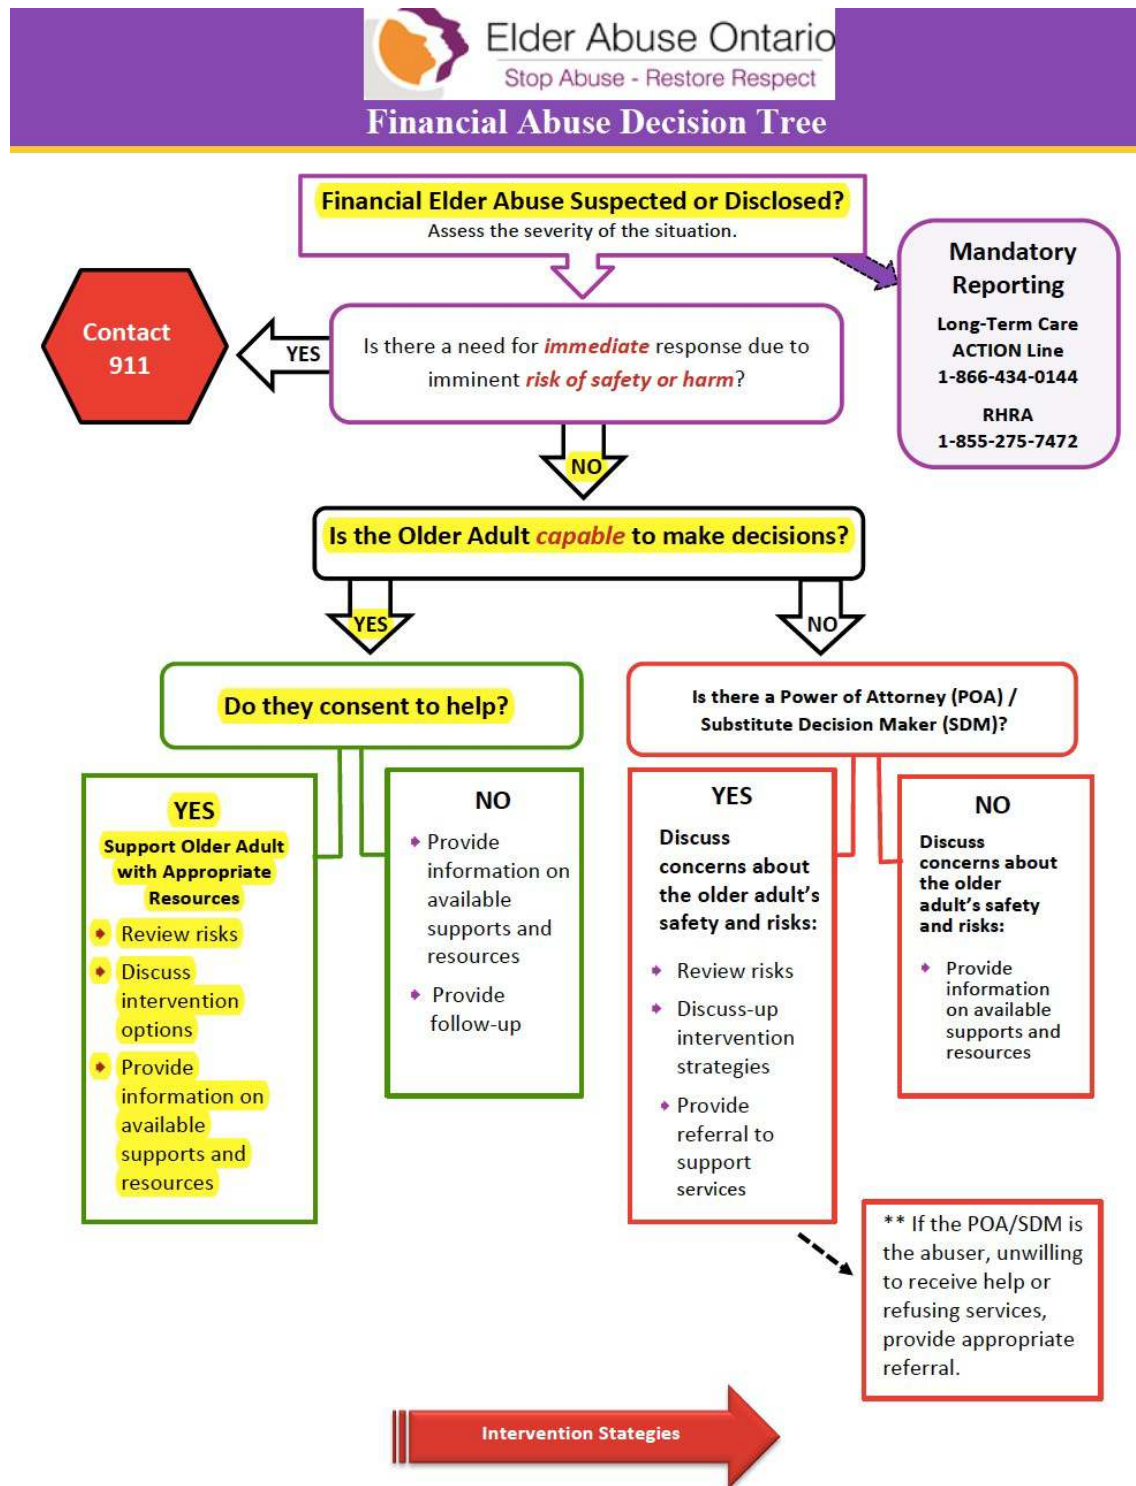 Elder Abuse Ontario
Stop Abuse - Restore Respect
Financial Abuse Decision Tree
Financial Elder Abuse Suspected or Disclosed?
Assess the severity of the situation.
Mandatory
Reporting
Long-Term Care
ACTION Line
1-866-434-0144
RHRA
1-855-275-7472
Contact
911
YES
Is there a need for immediate response due to
imminent risk of safety or harm?
NO
Is the Older Adult capable to make decisions?
YES
NO
Do they consent to help?
Is there a Power of Attorney (POA) /
Substitute Decision Maker (SDM)?
YES
Support Older Adult
with Appropriate
Resources
Review risks
Discuss
intervention
options
Provide
information on
available
supports and
resources
NO
Provide
information on
available
supports and
resources
Provide
follow-up
YES
Discuss
concerns about
the older adult’s
safety and risks:
Review risks
Discuss-up
intervention
strategies
Provide
referral to
support
services
NO
Discuss
concerns about
the older
adult’s safety
and risks:
Provide
information
on available
supports and
resources
** If the POA/SDM is
the abuser, unwilling
to receive help or
refusing services,
provide appropriate
referral.
Intervention Stategies